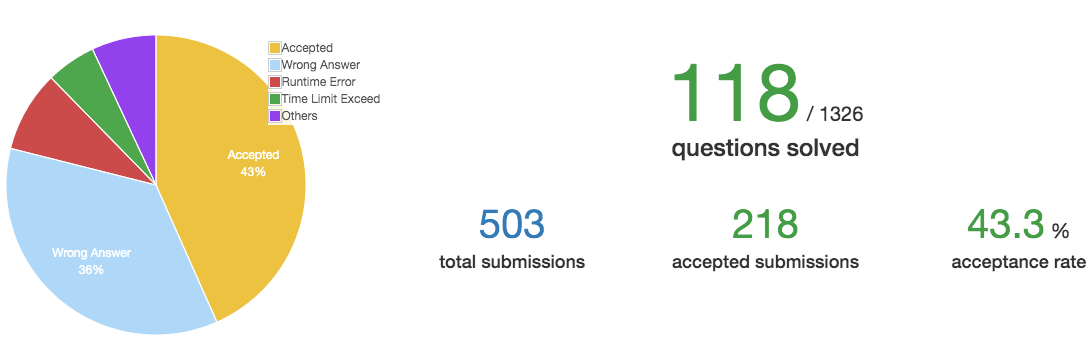 Accepted
Wrong Answer
Runtime Error
Time Limit Exceed
Others
Accepted
43%
Wrong Answer
36%
118 / 1326
questions solved
503
total submissions
218
accepted submissions
43.3 %
acceptance rate